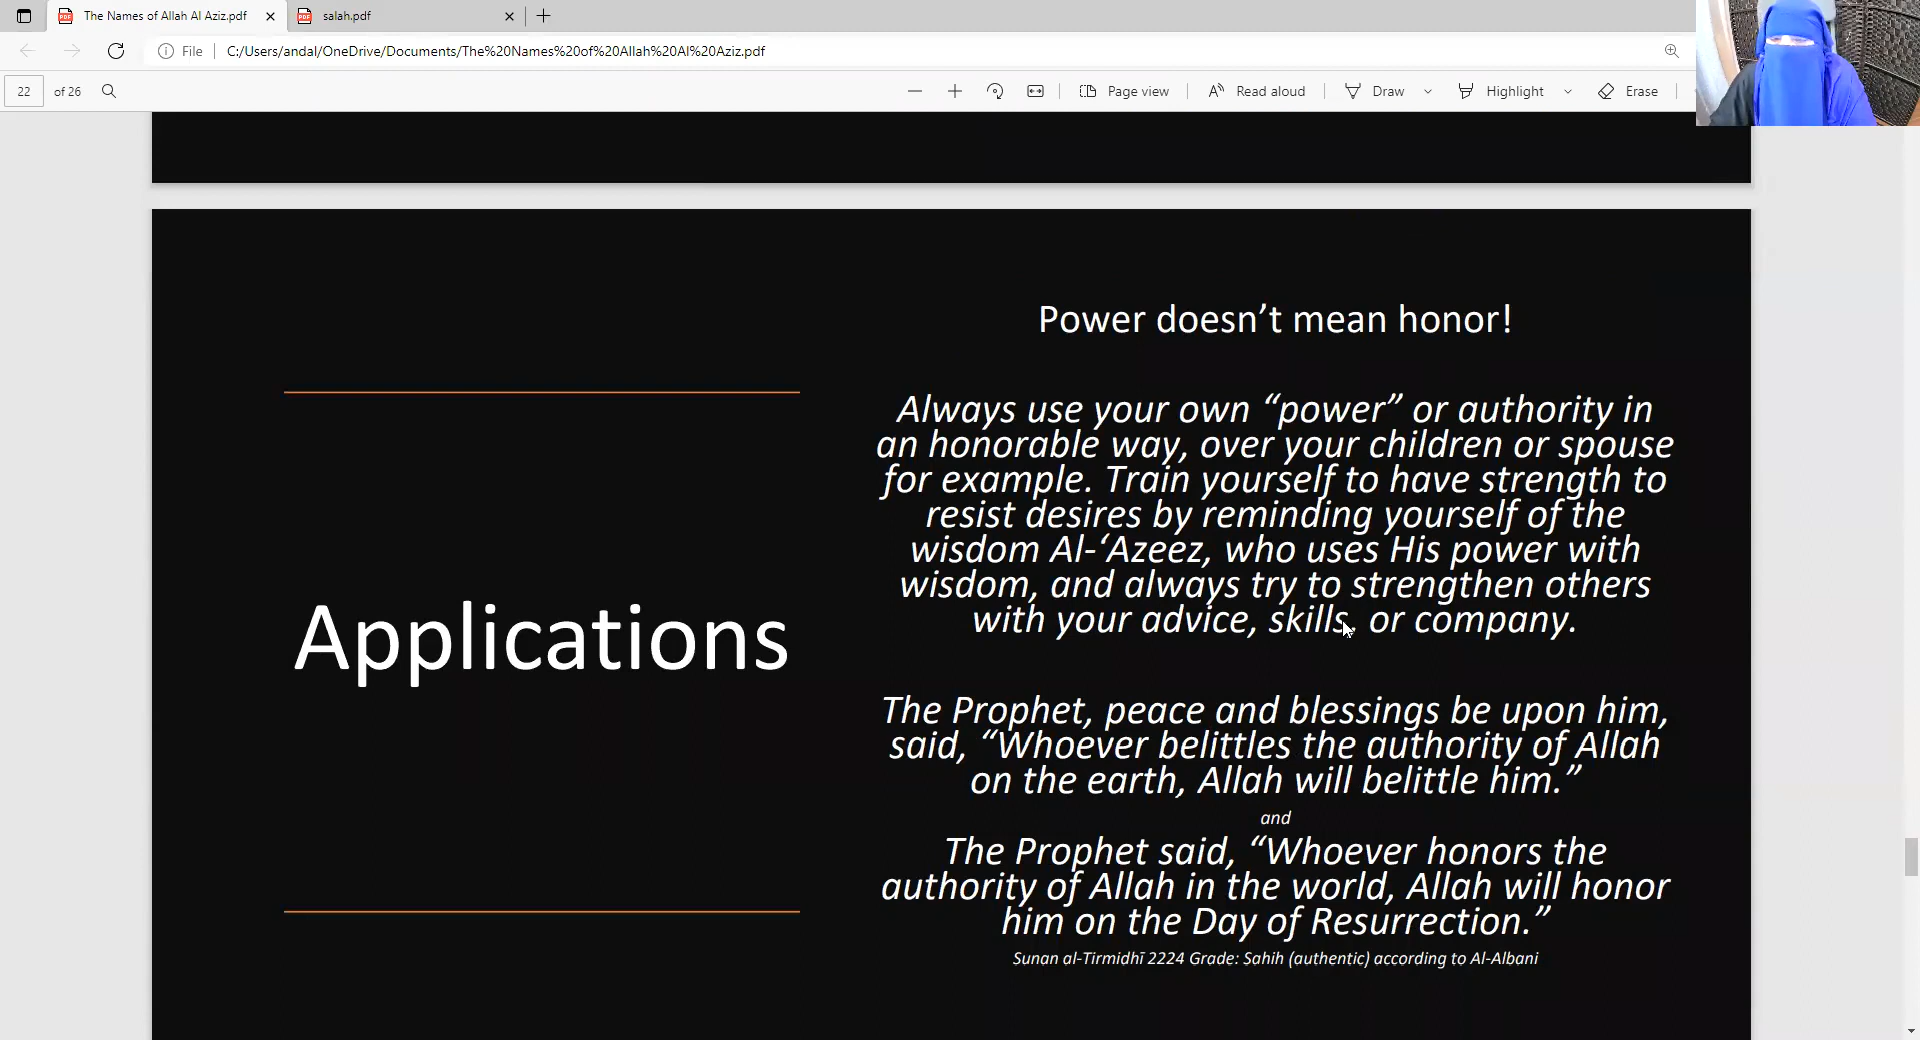 The Names of Allah Al Aziz.pdf
salah.pdf
File
C:/Users/andal/OneDrive/Documents/The%20Names%20of%20Allah%20Al%20Aziz.pdf
22 of 26
Page view
Read aloud
Draw
Highlight
Erase
Applications
Power doesn’t mean honor!
Always use your own “power” or authority in
an honorable way, over your children or spouse
for example. Train yourself to have strength to
resist desires by reminding yourself of the
wisdom Al-‘Azeez, who uses His power with
wisdom, and always try to strengthen others
with your advice, skills, or company.
The Prophet, peace and blessings be upon him,
said, “Whoever belittles the authority of Allah
on the earth, Allah will belittle him.”
and
The Prophet said, “Whoever honors the
authority of Allah in the world, Allah will honor
him on the Day of Resurrection.”
Sunan al-Tirmidhī 2224 Grade: Sahih (authentic) according to Al-Albani